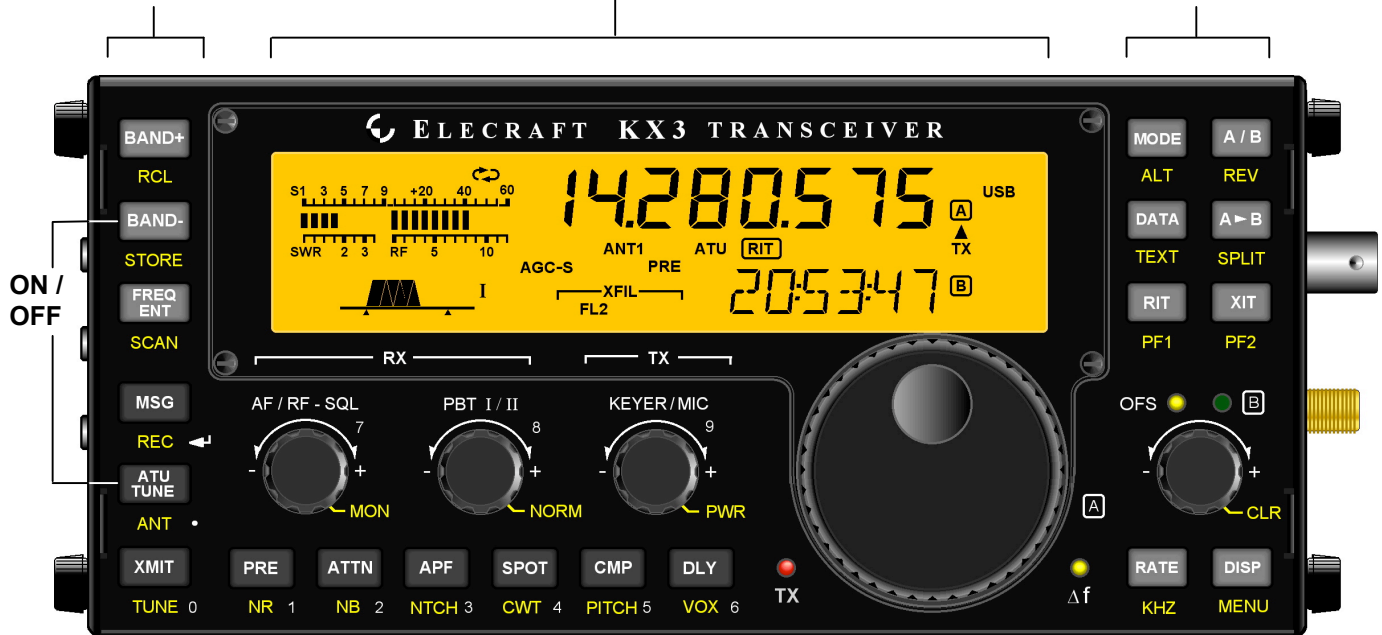 ELECRAFT KX3 TRANSCEIVER
S1 3 5 7 9 +20 40 60
SWR 2 3 RF 5 10
14.280.575
USB
A
TX
ANT1 ATU RIT
AGC-S PRE
XFIL
FL2
I
20:53:47 B
ON /
OFF
BAND+
RCL
BAND-
STORE
FREQ
ENT
SCAN
MSG
REC
ATU
TUNE
ANT •
XMIT
TUNE 0
RX
TX
AF / RF - SQL
7
- +
MON
PBT I / II
8
- +
NORM
KEYER / MIC
9
- +
PWR
PRE ATTN APF SPOT CMP DLY
NR 1 NB 2 NTCH 3 CWT 4 PITCH 5 VOX 6
TX
A
Δf
MODE A / B
ALT REV
DATA A►B
TEXT SPLIT
RIT XIT
PF1 PF2
OFS B
- +
CLR
RATE DISP
KHZ MENU